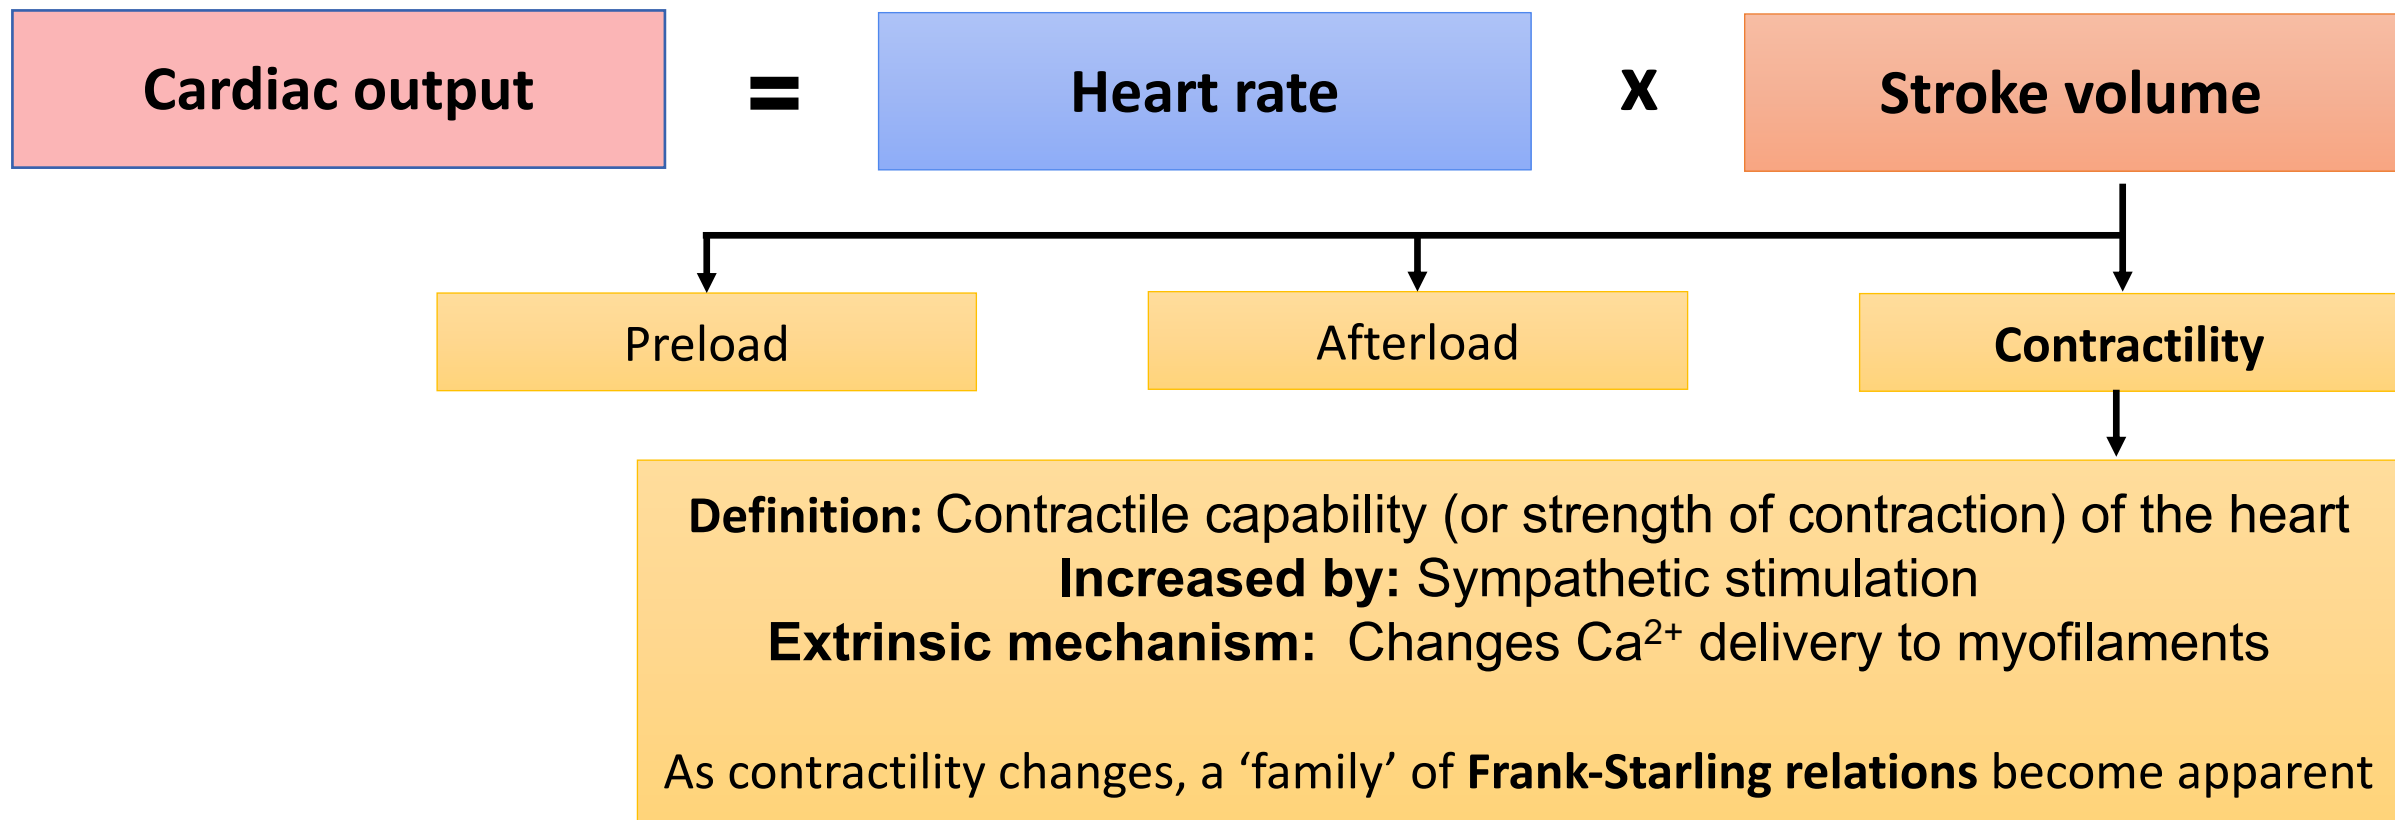 Cardiac output = Heart rate x Stroke volume
Preload Afterload Contractility
Definition: Contractile capability (or strength of contraction) of the heart
Increased by: Sympathetic stimulation
Extrinsic mechanism: Changes Ca²⁺ delivery to myofilaments
As contractility changes, a ‘family’ of Frank-Starling relations become apparent